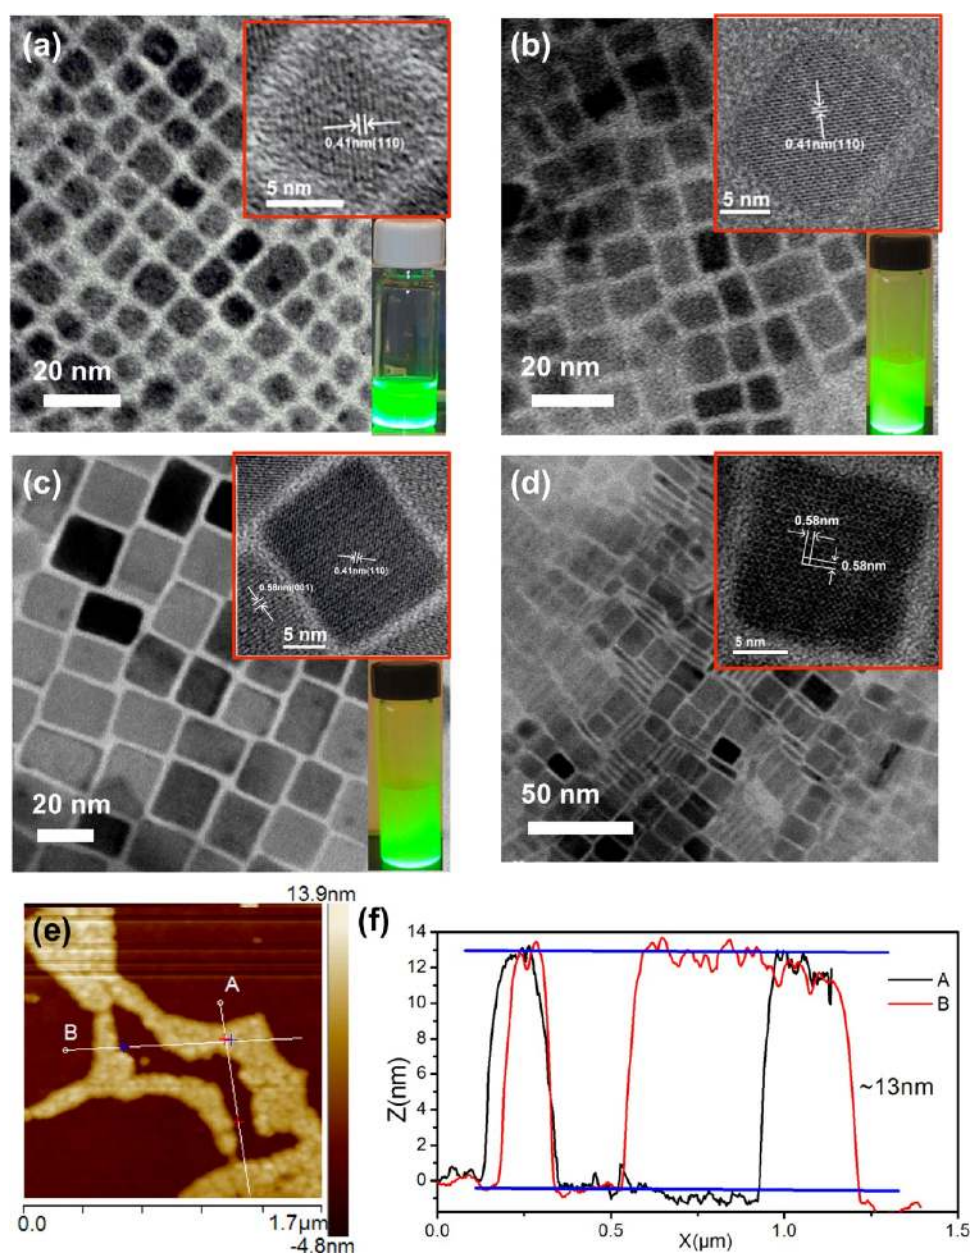 (a)
0.41nm(110)
5 nm
20 nm
(b)
0.41nm(110)
5 nm
20 nm
(c)
0.58nm(001)
0.41nm(110)
5 nm
20 nm
(d)
0.58nm
0.58nm
5 nm
50 nm
(e)
13.9nm
A
B
0.0
1.7μm
-4.8nm
(f)
14
12
10
8
6
4
2
0
Z(nm)
A
B
~13nm
0.0
0.5
1.0
1.5
X(μm)